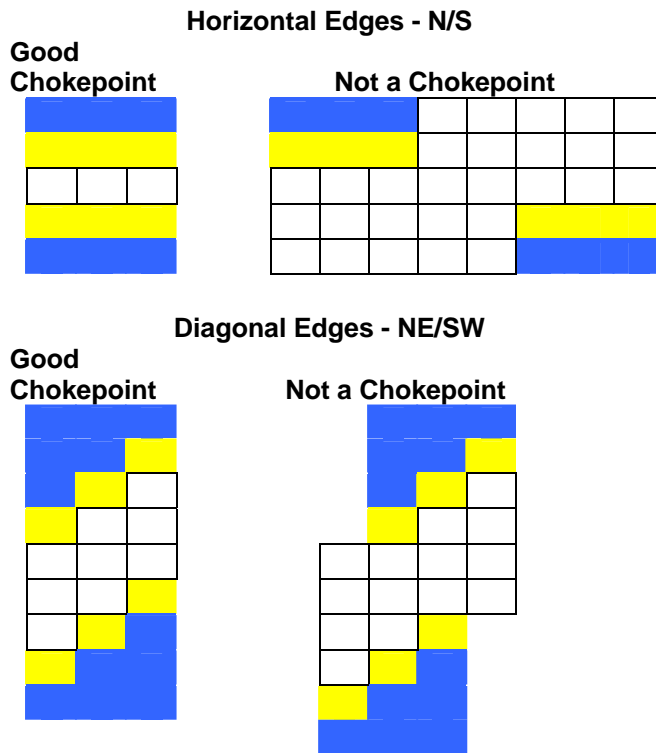 Horizontal Edges - N/S
Good
Chokepoint Not a Chokepoint
Diagonal Edges - NE/SW
Good
Chokepoint Not a Chokepoint